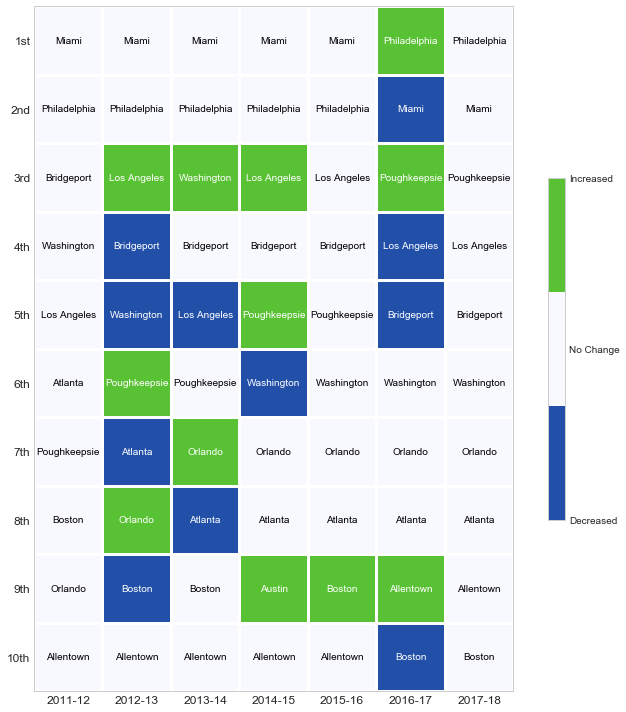 1st Miami Miami Miami Miami Miami Philadelphia Philadelphia
2nd Philadelphia Philadelphia Philadelphia Philadelphia Philadelphia Miami Miami
3rd Bridgeport Los Angeles Washington Los Angeles Los Angeles Poughkeepsie Poughkeepsie
4th Washington Bridgeport Bridgeport Bridgeport Bridgeport Los Angeles Los Angeles
5th Los Angeles Washington Los Angeles Poughkeepsie Poughkeepsie Bridgeport Bridgeport
6th Atlanta Poughkeepsie Poughkeepsie Washington Washington Washington Washington
7th Poughkeepsie Atlanta Orlando Orlando Orlando Orlando Orlando
8th Boston Orlando Atlanta Atlanta Atlanta Atlanta Atlanta
9th Orlando Boston Boston Austin Boston Allentown Allentown
10th Allentown Allentown Allentown Allentown Allentown Boston Boston
2011-12 2012-13 2013-14 2014-15 2015-16 2016-17 2017-18
Increased
No Change
Decreased